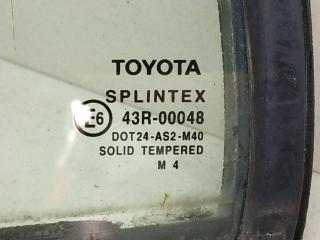 TOYOTA
SPLINTEX
E6 43R-00048
DOT24-AS2-M40
SOLID TEMPERED
M 4